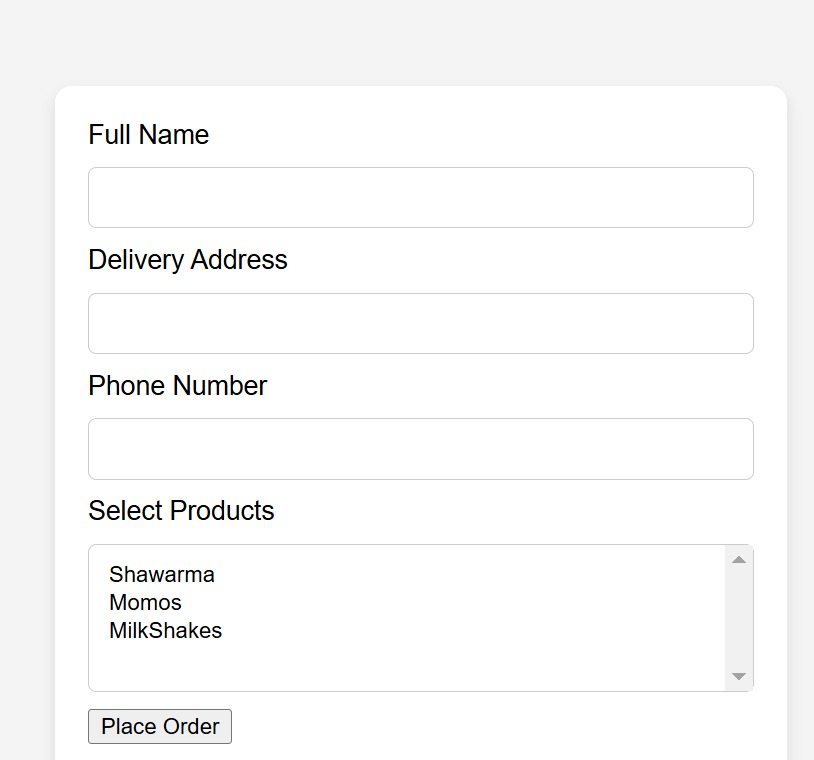 Full Name
Delivery Address
Phone Number
Select Products
Shawarma
Momos
MilkShakes
Place Order